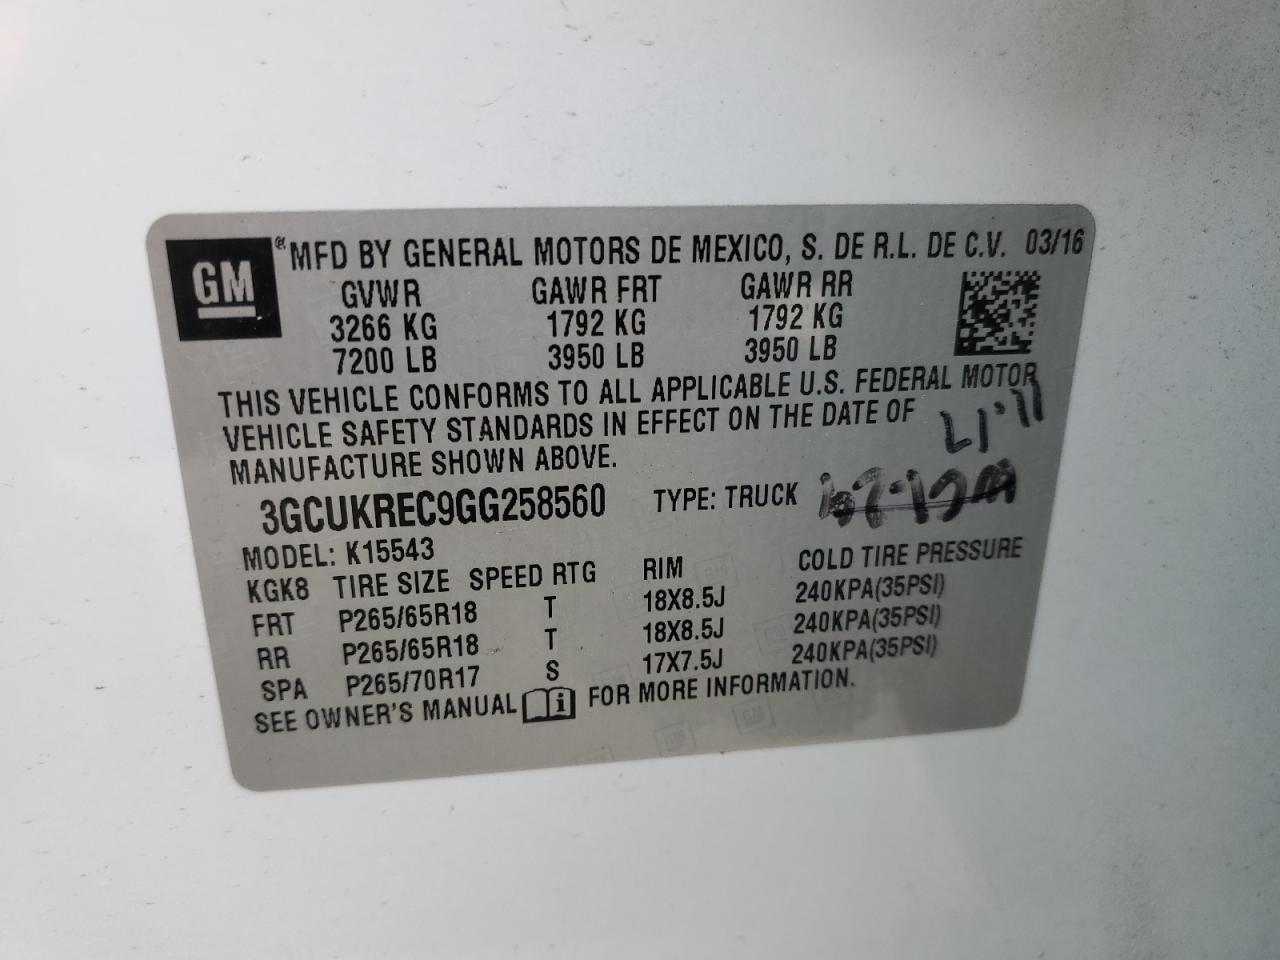 GM
® MFD BY GENERAL MOTORS DE MEXICO, S. DE R.L. DE C.V. 03/16
GVWR GAWR FRT GAWR RR
3266 KG 1792 KG 1792 KG
7200 LB 3950 LB 3950 LB
THIS VEHICLE CONFORMS TO ALL APPLICABLE U.S. FEDERAL MOTOR
VEHICLE SAFETY STANDARDS IN EFFECT ON THE DATE OF
MANUFACTURE SHOWN ABOVE.
3GCUKREC9GG258560 TYPE: TRUCK
MODEL: K15543
KGK8 TIRE SIZE SPEED RTG RIM COLD TIRE PRESSURE
FRT P265/65R18 T 18X8.5J 240KPA(35PSI)
RR P265/65R18 T 18X8.5J 240KPA(35PSI)
SPA P265/70R17 S 17X7.5J 240KPA(35PSI)
SEE OWNER'S MANUAL i FOR MORE INFORMATION.